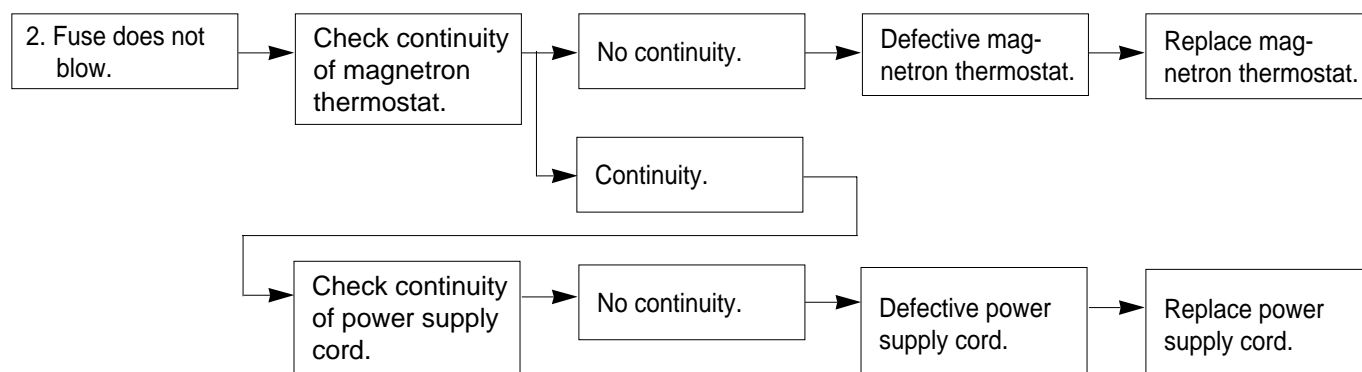 2. Fuse does not
blow.
Check continuity
of magnetron
thermostat.
No continuity.
Defective mag-
netron thermostat.
Replace mag-
netron thermostat.
Continuity.
Check continuity
of power supply
cord.
No continuity.
Defective power
supply cord.
Replace power
supply cord.